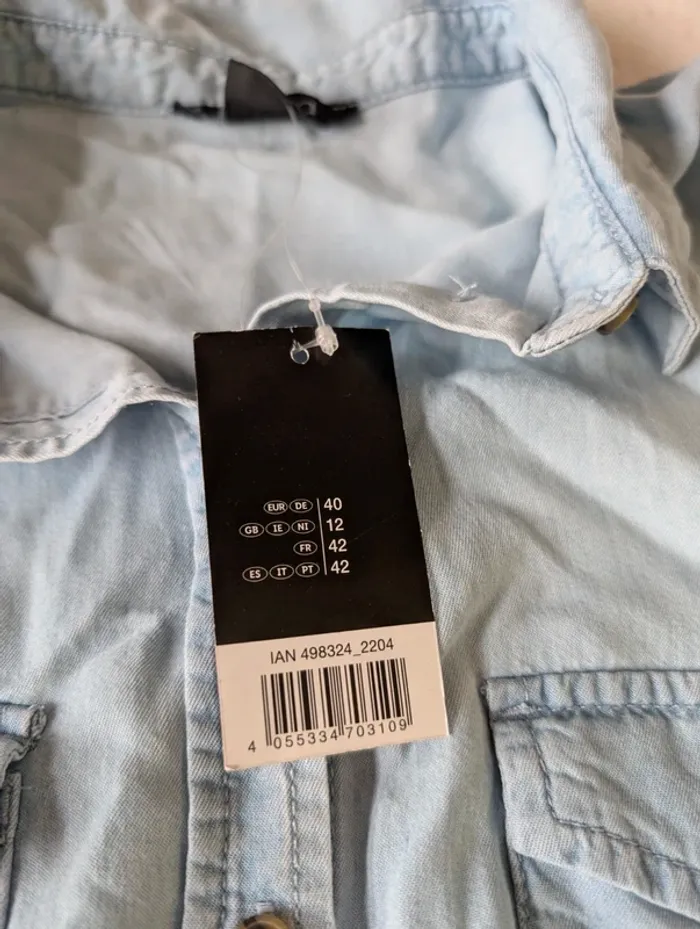 EUR DE 40
GB IE NI 12
FR 42
ES IT PT 42
IAN 498324_2204
4 055334 703109